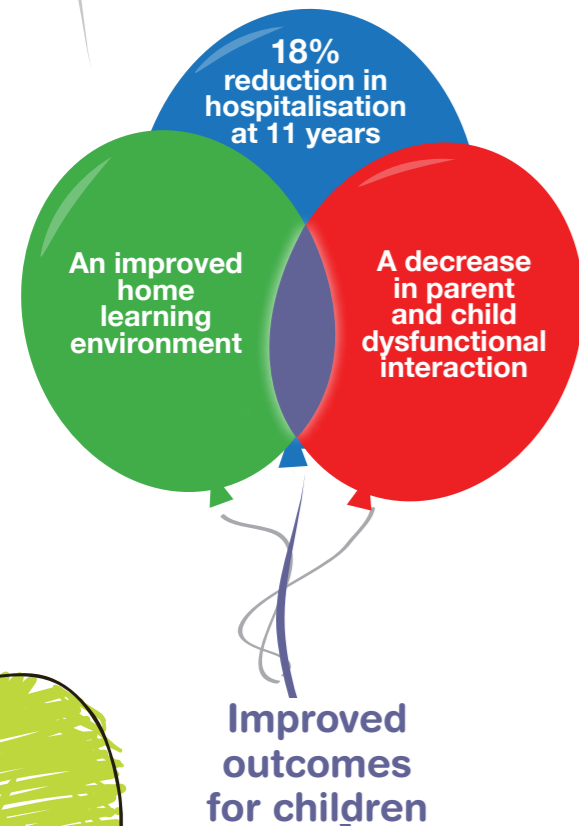 18%
reduction in
hospitalisation
at 11 years
An improved
home
learning
environment
A decrease
in parent
and child
dysfunctional
interaction
Improved
outcomes
for children